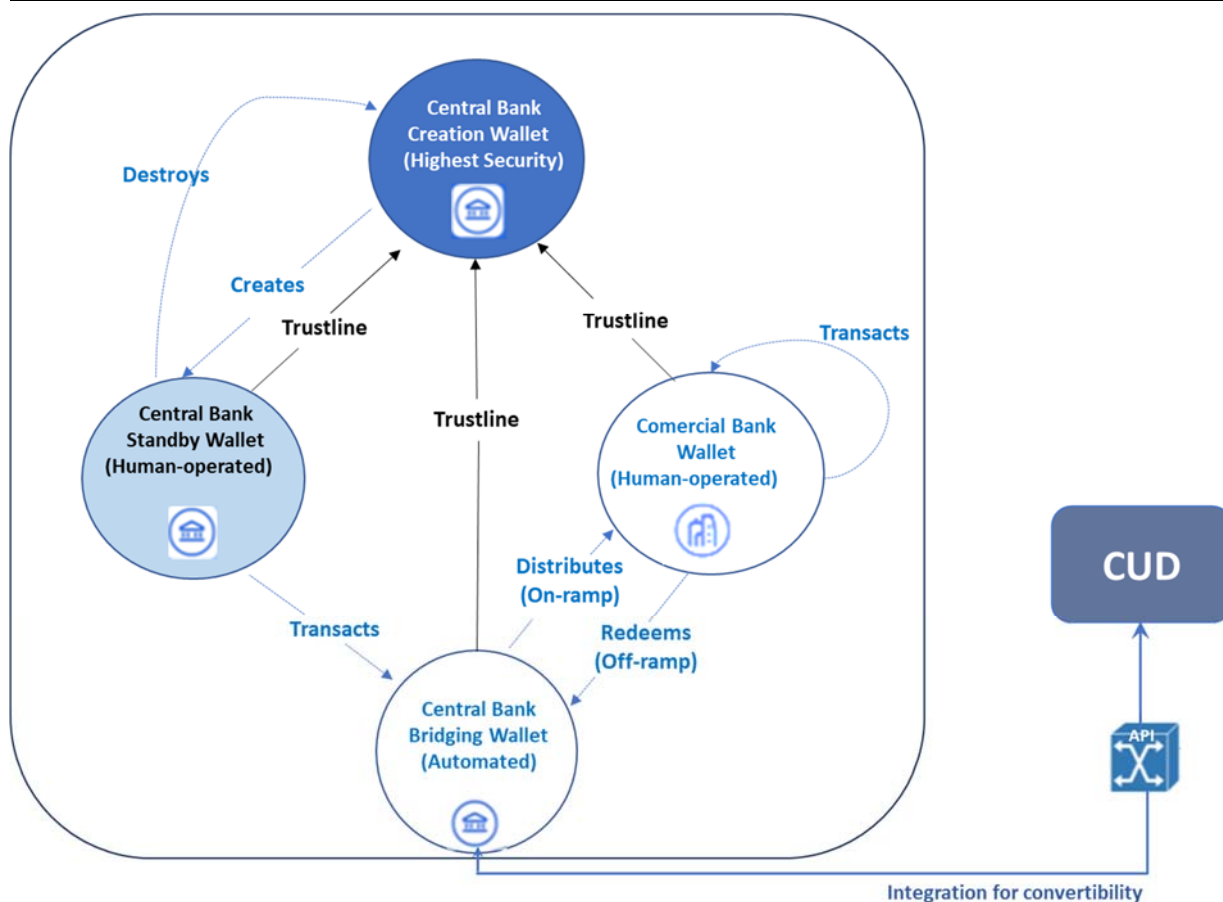 Central Bank
Creation Wallet
(Highest Security)
Destroys
Creates
Trustline
Trustline
Transacts
Trustline
Central Bank
Standby Wallet
(Human-operated)
Comercial Bank
Wallet
(Human-operated)
Distributes
(On-ramp)
Transacts
Redeems
(Off-ramp)
Central Bank
Bridging Wallet
(Automated)
CUD
API
Integration for convertibility